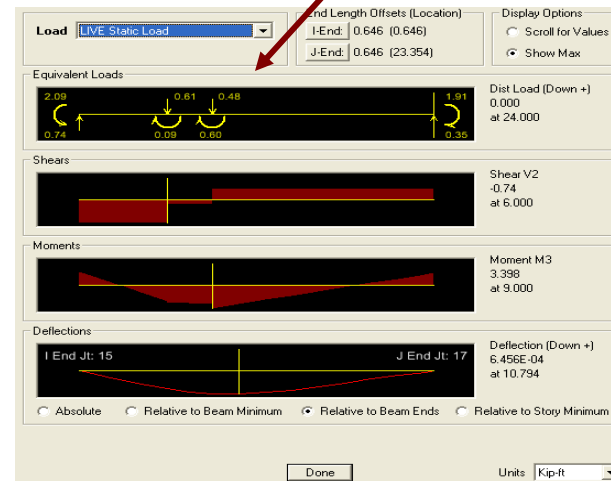 End Length Offsets (Location)
Display Options
Load LIVE Static Load
I-End: 0.646 (0.646)
Scroll for Values
J-End: 0.646 (23.354)
Show Max
Equivalent Loads
2.09 0.61 0.48 1.91
0.74 0.09 0.60 0.35
Dist Load (Down +)
0.000
at 24.000
Shears
Shear V2
-0.74
at 6.000
Moments
Moment M3
3.398
at 9.000
Deflections
I End Jt: 15 J End Jt: 17
Deflection (Down +)
6.456E-04
at 10.794
Absolute Relative to Beam Minimum Relative to Beam Ends Relative to Story Minimum
Done Units Kip-ft